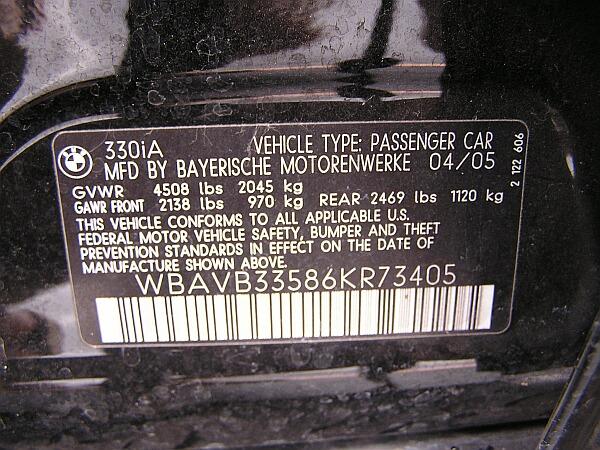 330iA VEHICLE TYPE: PASSENGER CAR
MFD BY BAYERISCHE MOTORENWERKE 04/05
GVWR 4508 lbs 2045 kg
GAWR FRONT 2138 lbs 970 kg REAR 2469 lbs 1120 kg
THIS VEHICLE CONFORMS TO ALL APPLICABLE U.S.
FEDERAL MOTOR VEHICLE SAFETY, BUMPER AND THEFT
PREVENTION STANDARDS IN EFFECT ON THE DATE OF
MANUFACTURE SHOWN ABOVE.
WBAVB33586KR73405
2 122 606